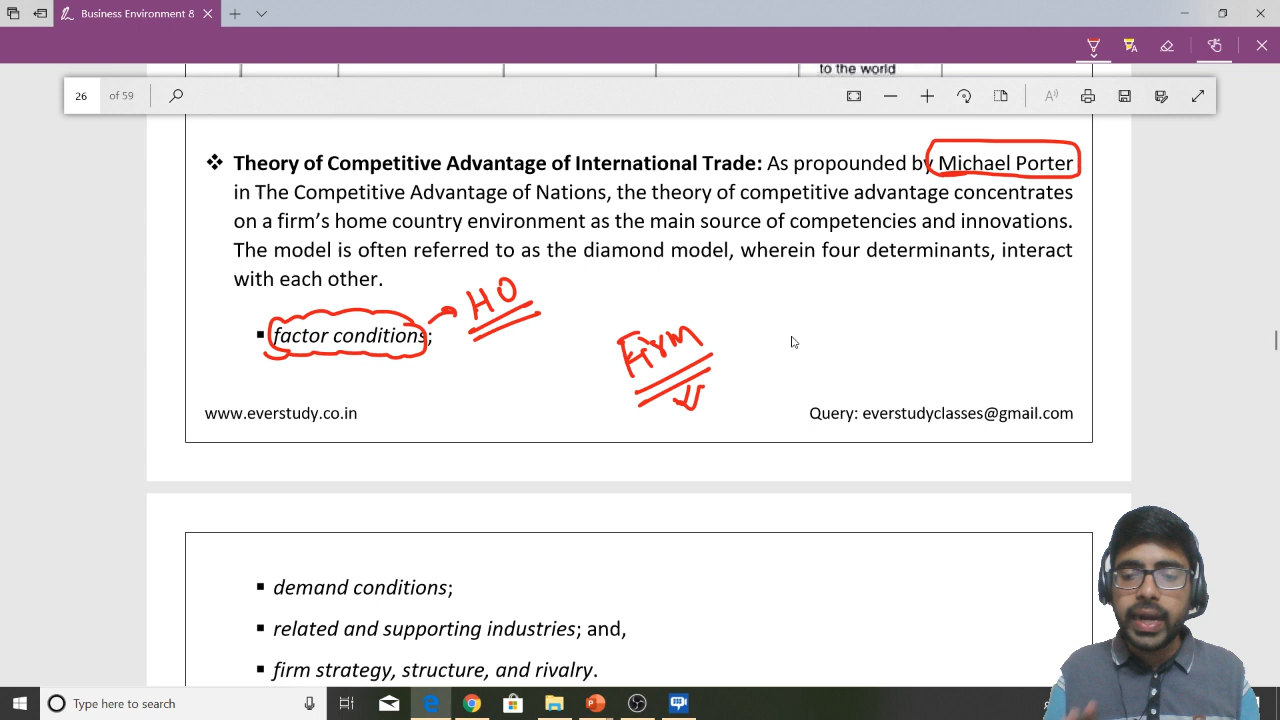 Business Environment 8
26 of 59
to the world
❖ Theory of Competitive Advantage of International Trade: As propounded by Michael Porter
in The Competitive Advantage of Nations, the theory of competitive advantage concentrates
on a firm's home country environment as the main source of competencies and innovations.
The model is often referred to as the diamond model, wherein four determinants, interact
with each other.
HO
▪ factor conditions;
Firm
www.everstudy.co.in Query: everstudyclasses@gmail.com
▪ demand conditions;
▪ related and supporting industries; and,
▪ firm strategy, structure, and rivalry.
Type here to search